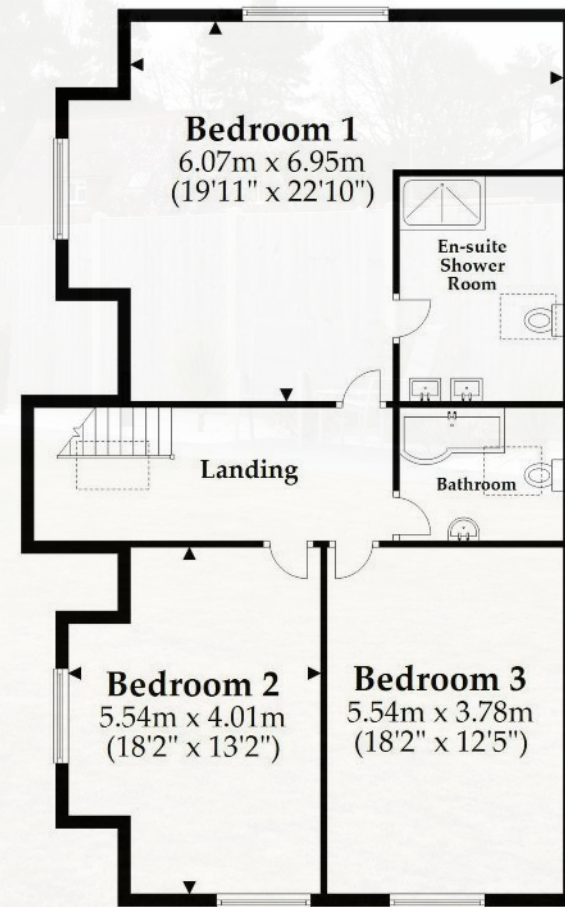 Bedroom 1
6.07m x 6.95m
(19'11" x 22'10")
En-suite
Shower
Room
Landing
Bathroom
Bedroom 2
5.54m x 4.01m
(18'2" x 13'2")
Bedroom 3
5.54m x 3.78m
(18'2" x 12'5")